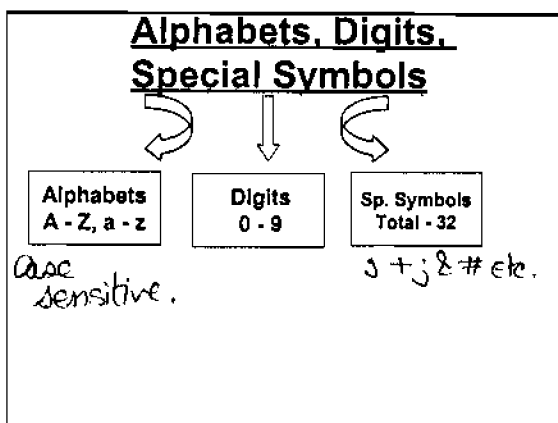 Alphabets, Digits,
Special Symbols
Alphabets
A - Z, a - z
Digits
0 - 9
Sp. Symbols
Total - 32
Case
sensitive.
+ ; & # etc.